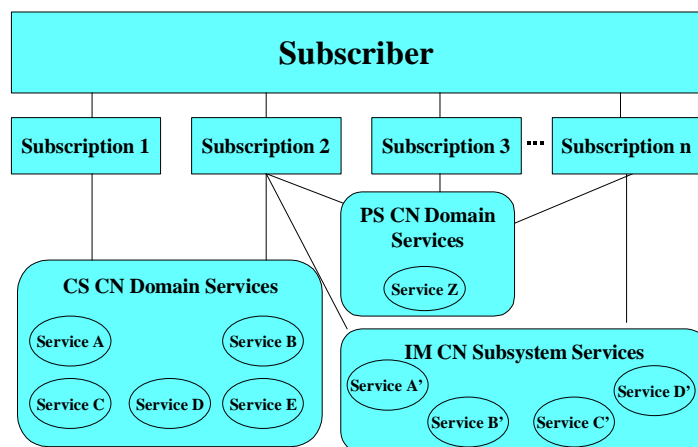 Subscriber
Subscription 1
Subscription 2
Subscription 3
...
Subscription n
PS CN Domain
Services
Service Z
CS CN Domain Services
Service A
Service B
Service C
Service D
Service E
IM CN Subsystem Services
Service A’
Service D’
Service B’
Service C’